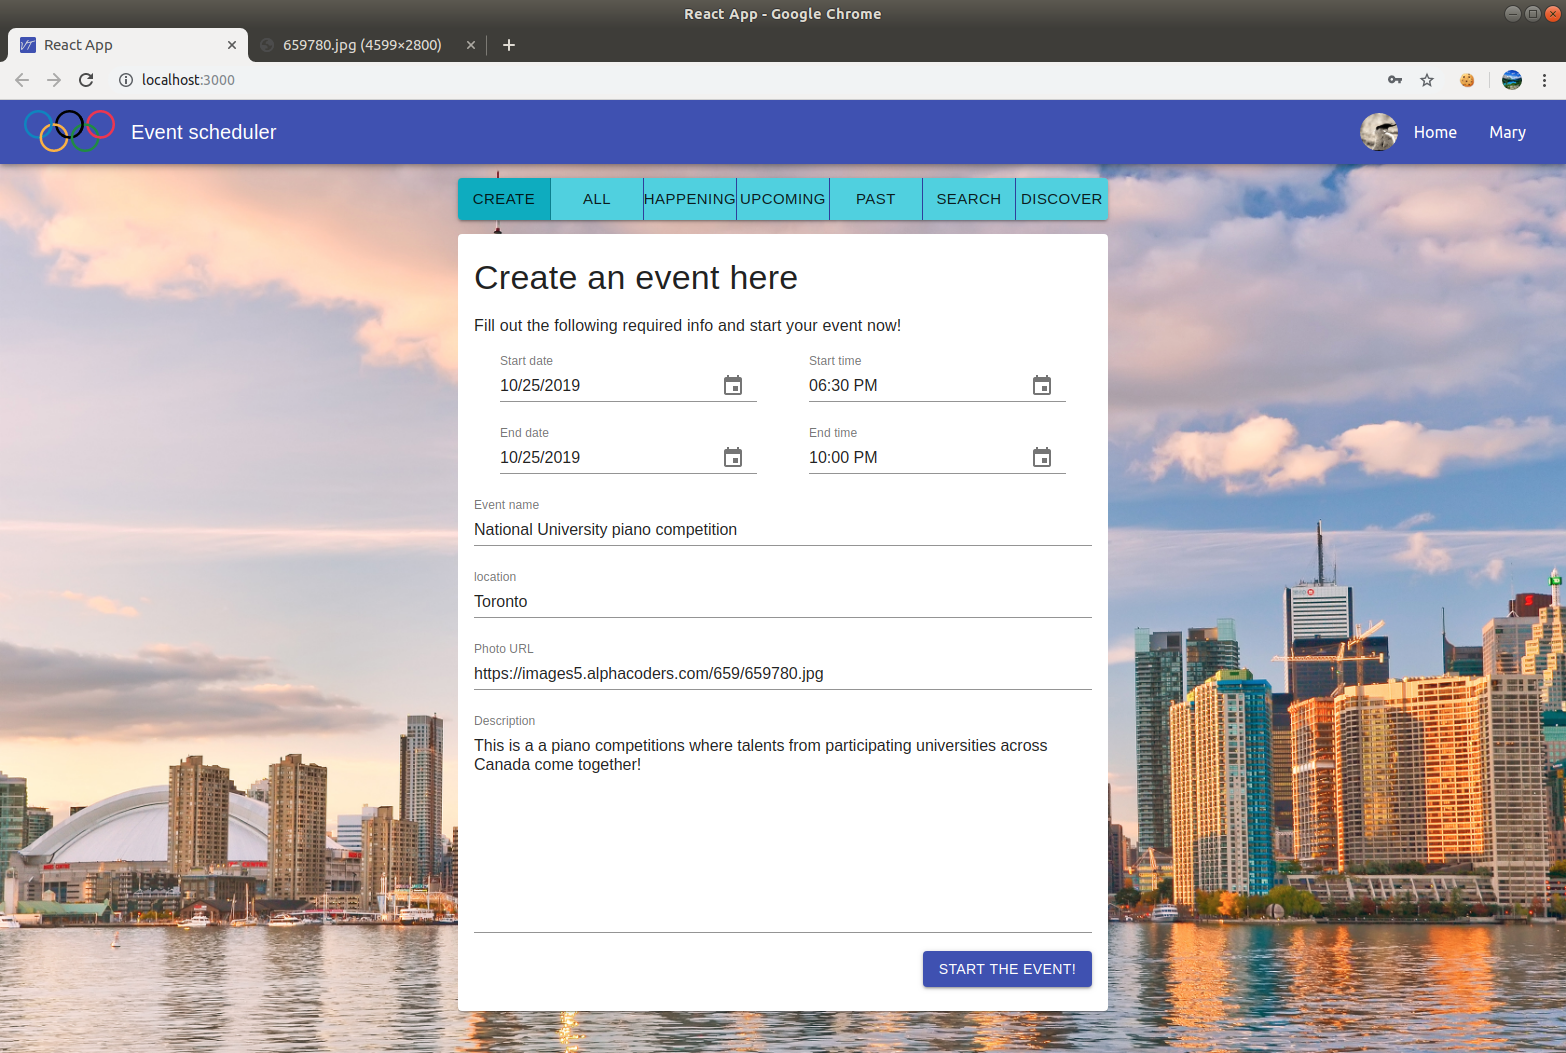 React App - Google Chrome
React App
659780.jpg (4599×2800)
localhost:3000
Event scheduler
Home
Mary
CREATE
ALL
HAPPENING
UPCOMING
PAST
SEARCH
DISCOVER
Create an event here
Fill out the following required info and start your event now!
Start date
10/25/2019
Start time
06:30 PM
End date
10/25/2019
End time
10:00 PM
Event name
National University piano competition
location
Toronto
Photo URL
https://images5.alphacoders.com/659/659780.jpg
Description
This is a a piano competitions where talents from participating universities across
Canada come together!
START THE EVENT!